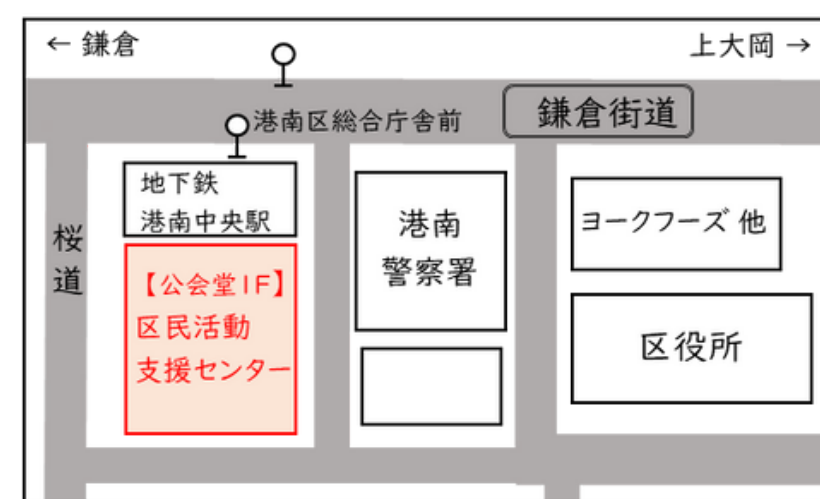 ← 鎌倉
上大岡 →
港南区総合庁舎前
鎌倉街道
地下鉄
港南中央駅
桜道
【公会堂1F】
区民活動
支援センター
港南
警察署
ヨークフーズ 他
区役所